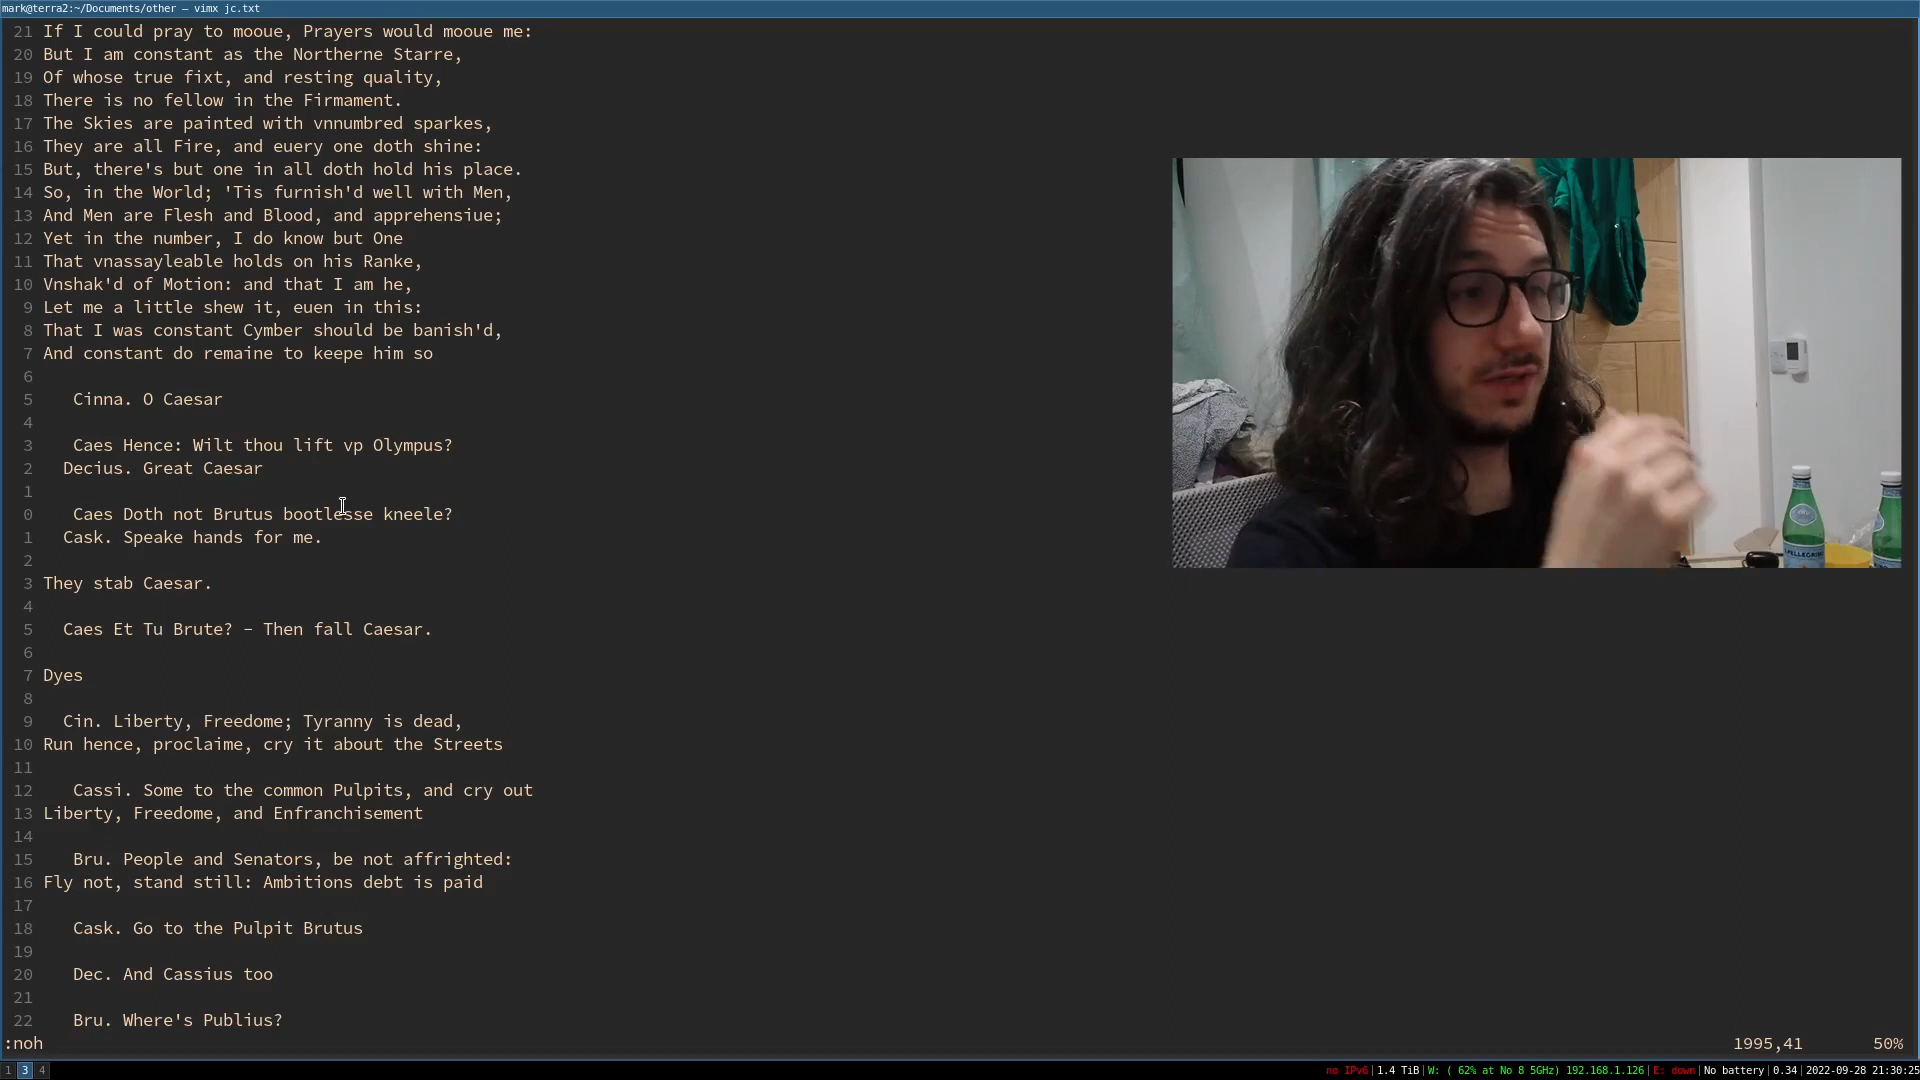 mark@terra2:~/Documents/other — vimx jc.txt
21 If I could pray to mooue, Prayers would mooue me:
20 But I am constant as the Northerne Starre,
19 Of whose true fixt, and resting quality,
18 There is no fellow in the Firmament.
17 The Skies are painted with vnnumbred sparkes,
16 They are all Fire, and euery one doth shine:
15 But, there's but one in all doth hold his place.
14 So, in the World; 'Tis furnish'd well with Men,
13 And Men are Flesh and Blood, and apprehensiue;
12 Yet in the number, I do know but One
11 That vnassayleable holds on his Ranke,
10 Vnshak'd of Motion: and that I am he,
9 Let me a little shew it, euen in this:
8 That I was constant Cymber should be banish'd,
7 And constant do remaine to keepe him so
6
5 Cinna. O Caesar
4
3 Caes Hence: Wilt thou lift vp Olympus?
2 Decius. Great Caesar
1
0 Caes Doth not Brutus bootlesse kneele?
1 Cask. Speake hands for me.
2
3 They stab Caesar.
4
5 Caes Et Tu Brute? - Then fall Caesar.
6
7 Dyes
8
9 Cin. Liberty, Freedome; Tyranny is dead,
10 Run hence, proclaime, cry it about the Streets
11
12 Cassi. Some to the common Pulpits, and cry out
13 Liberty, Freedome, and Enfranchisement
14
15 Bru. People and Senators, be not affrighted:
16 Fly not, stand still: Ambitions debt is paid
17
18 Cask. Go to the Pulpit Brutus
19
20 Dec. And Cassius too
21
22 Bru. Where's Publius?
:noh 1995,41 50%
1 3 4 no IPv6|1.4 TiB|W: ( 62% at No 8 5GHz) 192.168.1.126|E: down|No battery|0.34|2022-09-28 21:30:25